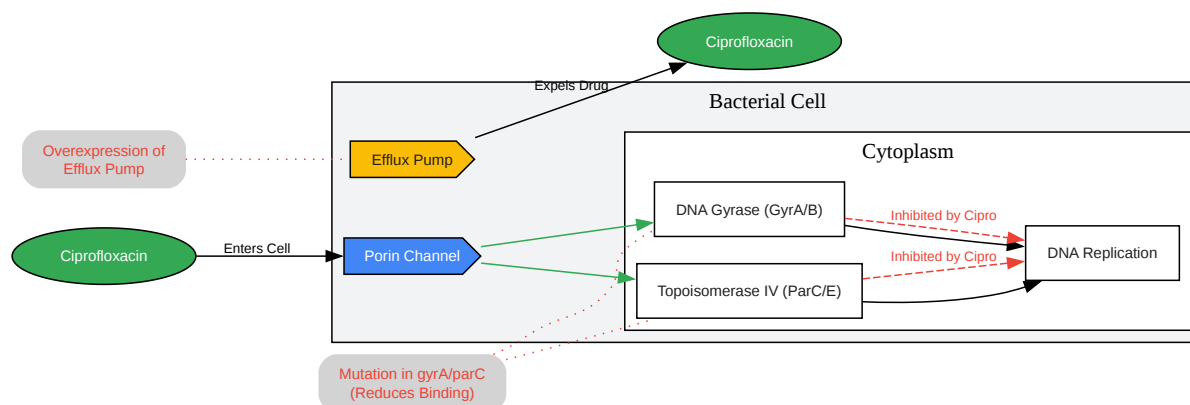 Ciprofloxacin
Expels Drug
Bacterial Cell
Overexpression of
Efflux Pump
Efflux Pump
Cytoplasm
DNA Gyrase (GyrA/B)
Inhibited by Cipro
Ciprofloxacin
Enters Cell
Porin Channel
DNA Replication
Inhibited by Cipro
Topoisomerase IV (ParC/E)
Mutation in gyrA/parC
(Reduces Binding)